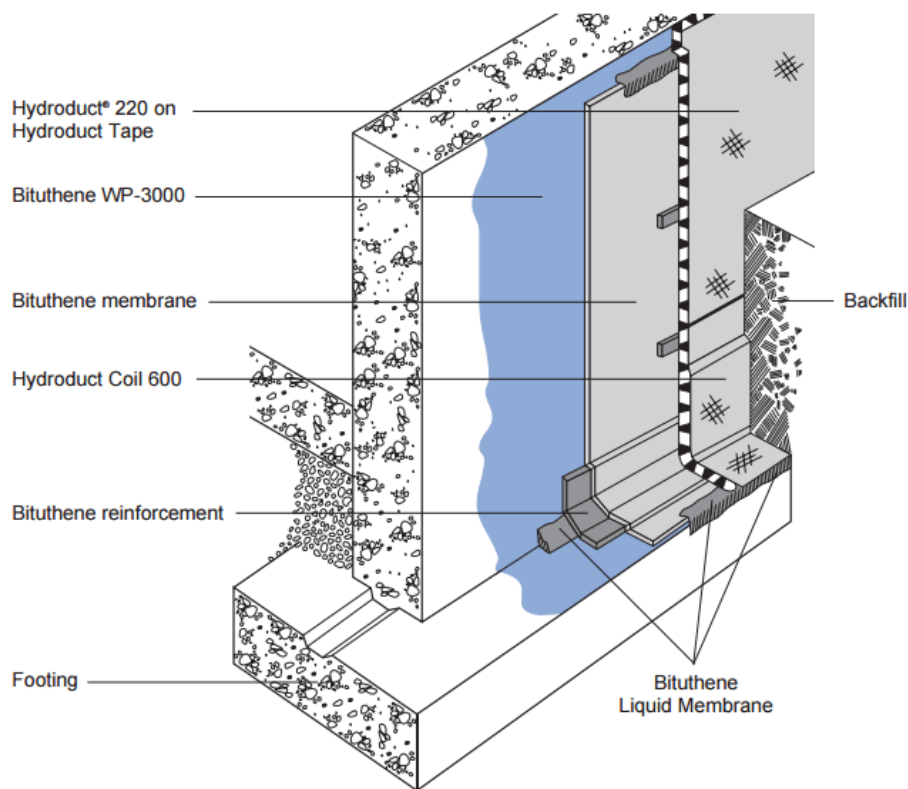 Hydroduct® 220 on
Hydroduct Tape
Bituthene WP-3000
Bituthene membrane
Backfill
Hydroduct Coil 600
Bituthene reinforcement
Footing
Bituthene
Liquid Membrane